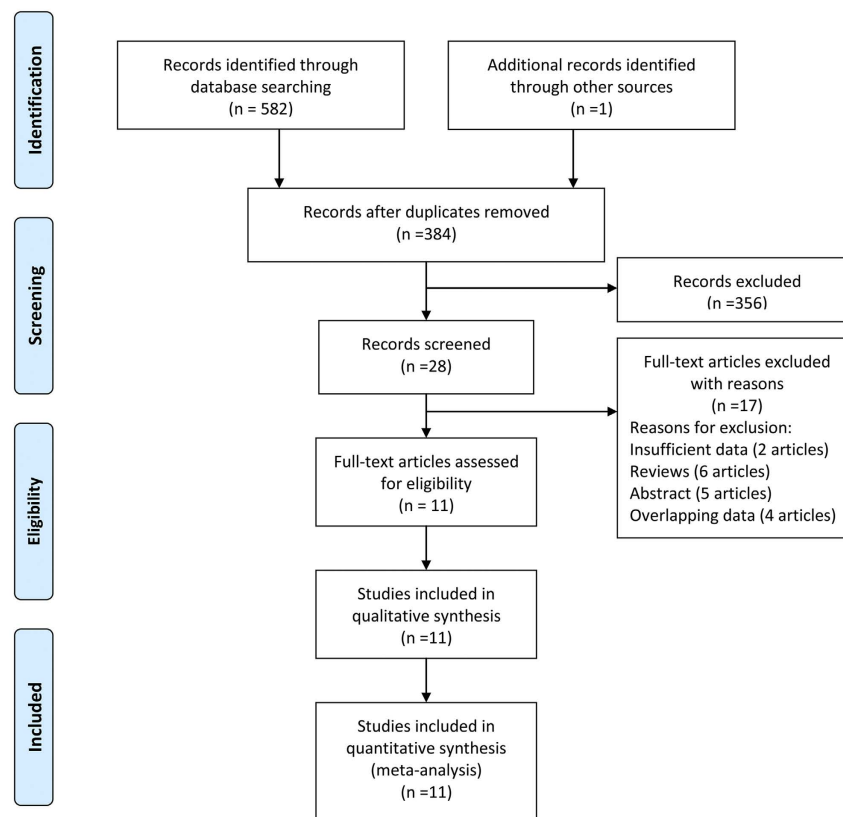 Identification
Records identified through
database searching
(n = 582)
Additional records identified
through other sources
(n =1)
Records after duplicates removed
(n =384)
Screening
Records excluded
(n =356)
Records screened
(n =28)
Full-text articles excluded
with reasons
(n =17)
Reasons for exclusion:
Insufficient data (2 articles)
Reviews (6 articles)
Abstract (5 articles)
Overlapping data (4 articles)
Eligibility
Full-text articles assessed
for eligibility
(n = 11)
Studies included in
qualitative synthesis
(n =11)
Included
Studies included in
quantitative synthesis
(meta-analysis)
(n =11)